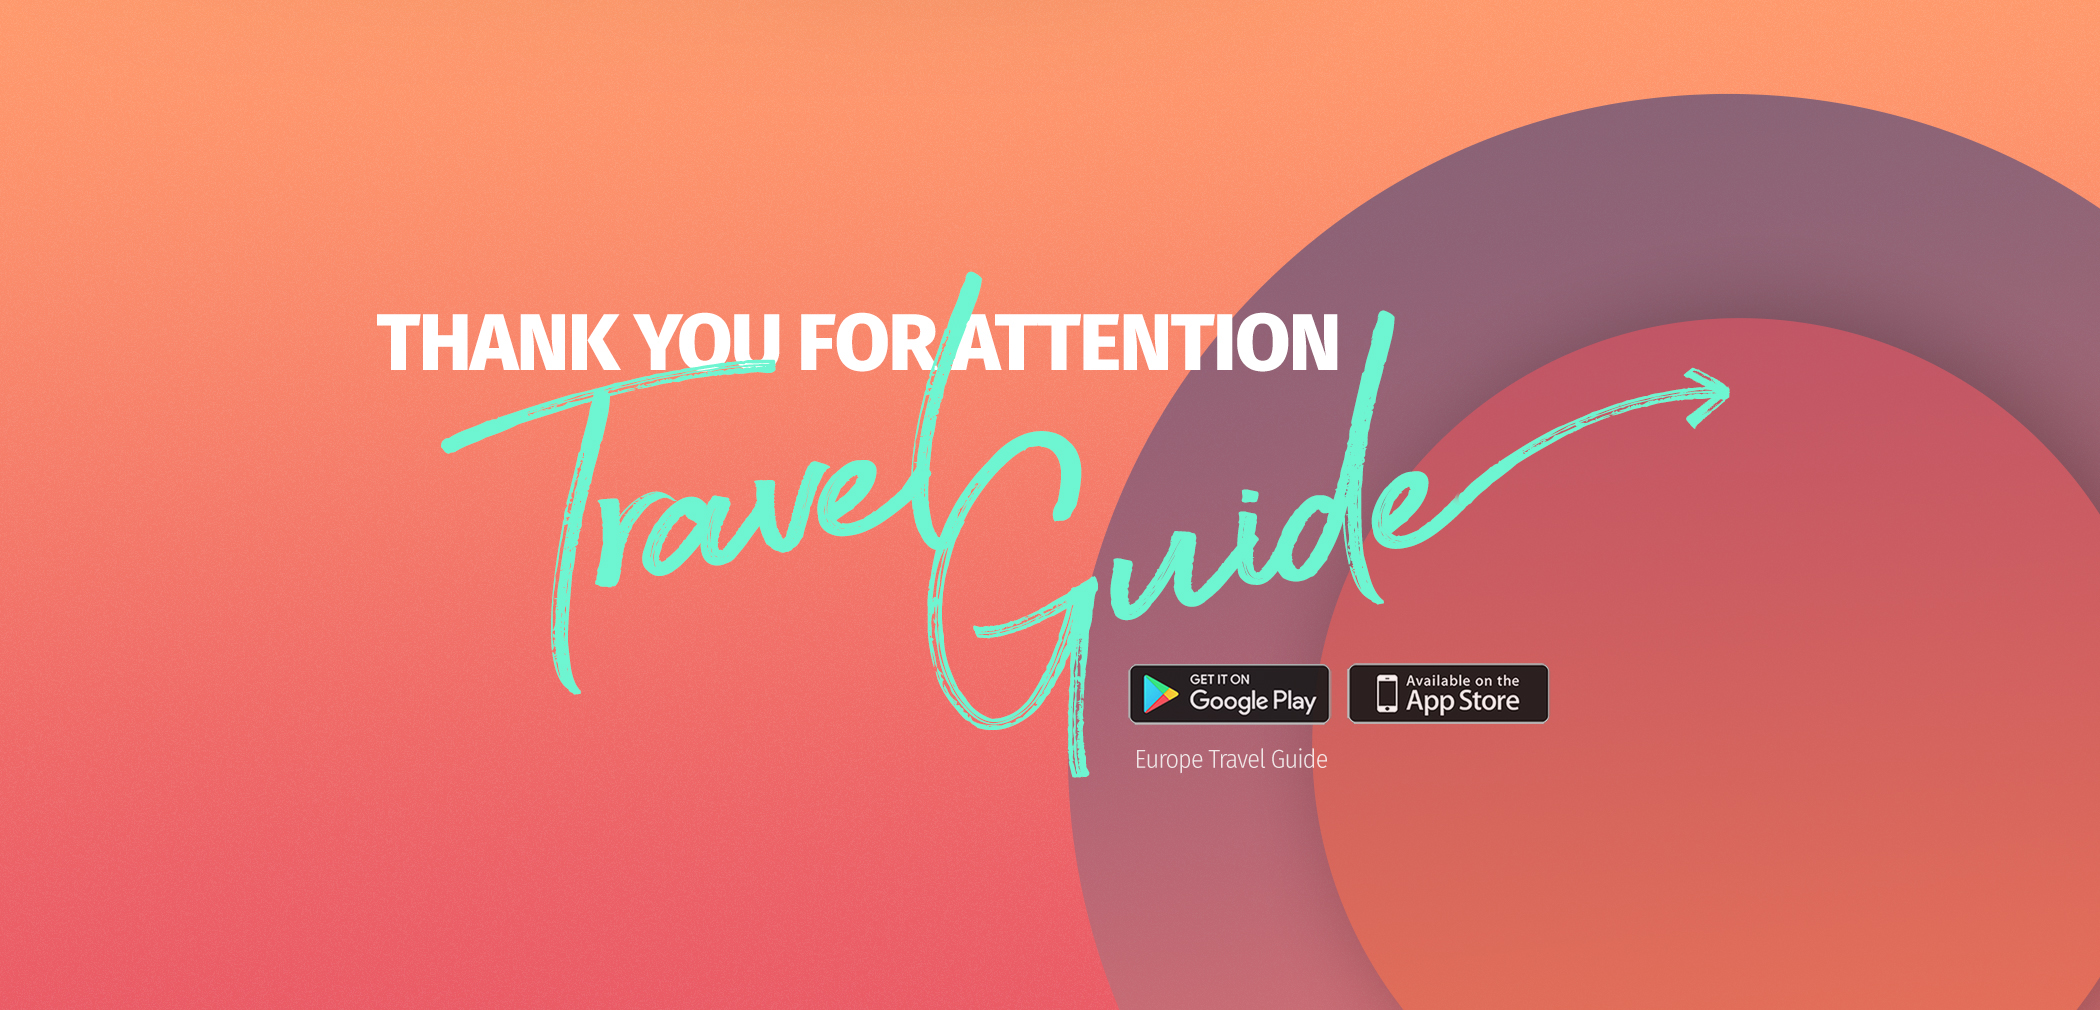 THANK YOU FOR ATTENTION
Travel Guide
GET IT ON
Google Play
Available on the
App Store
Europe Travel Guide